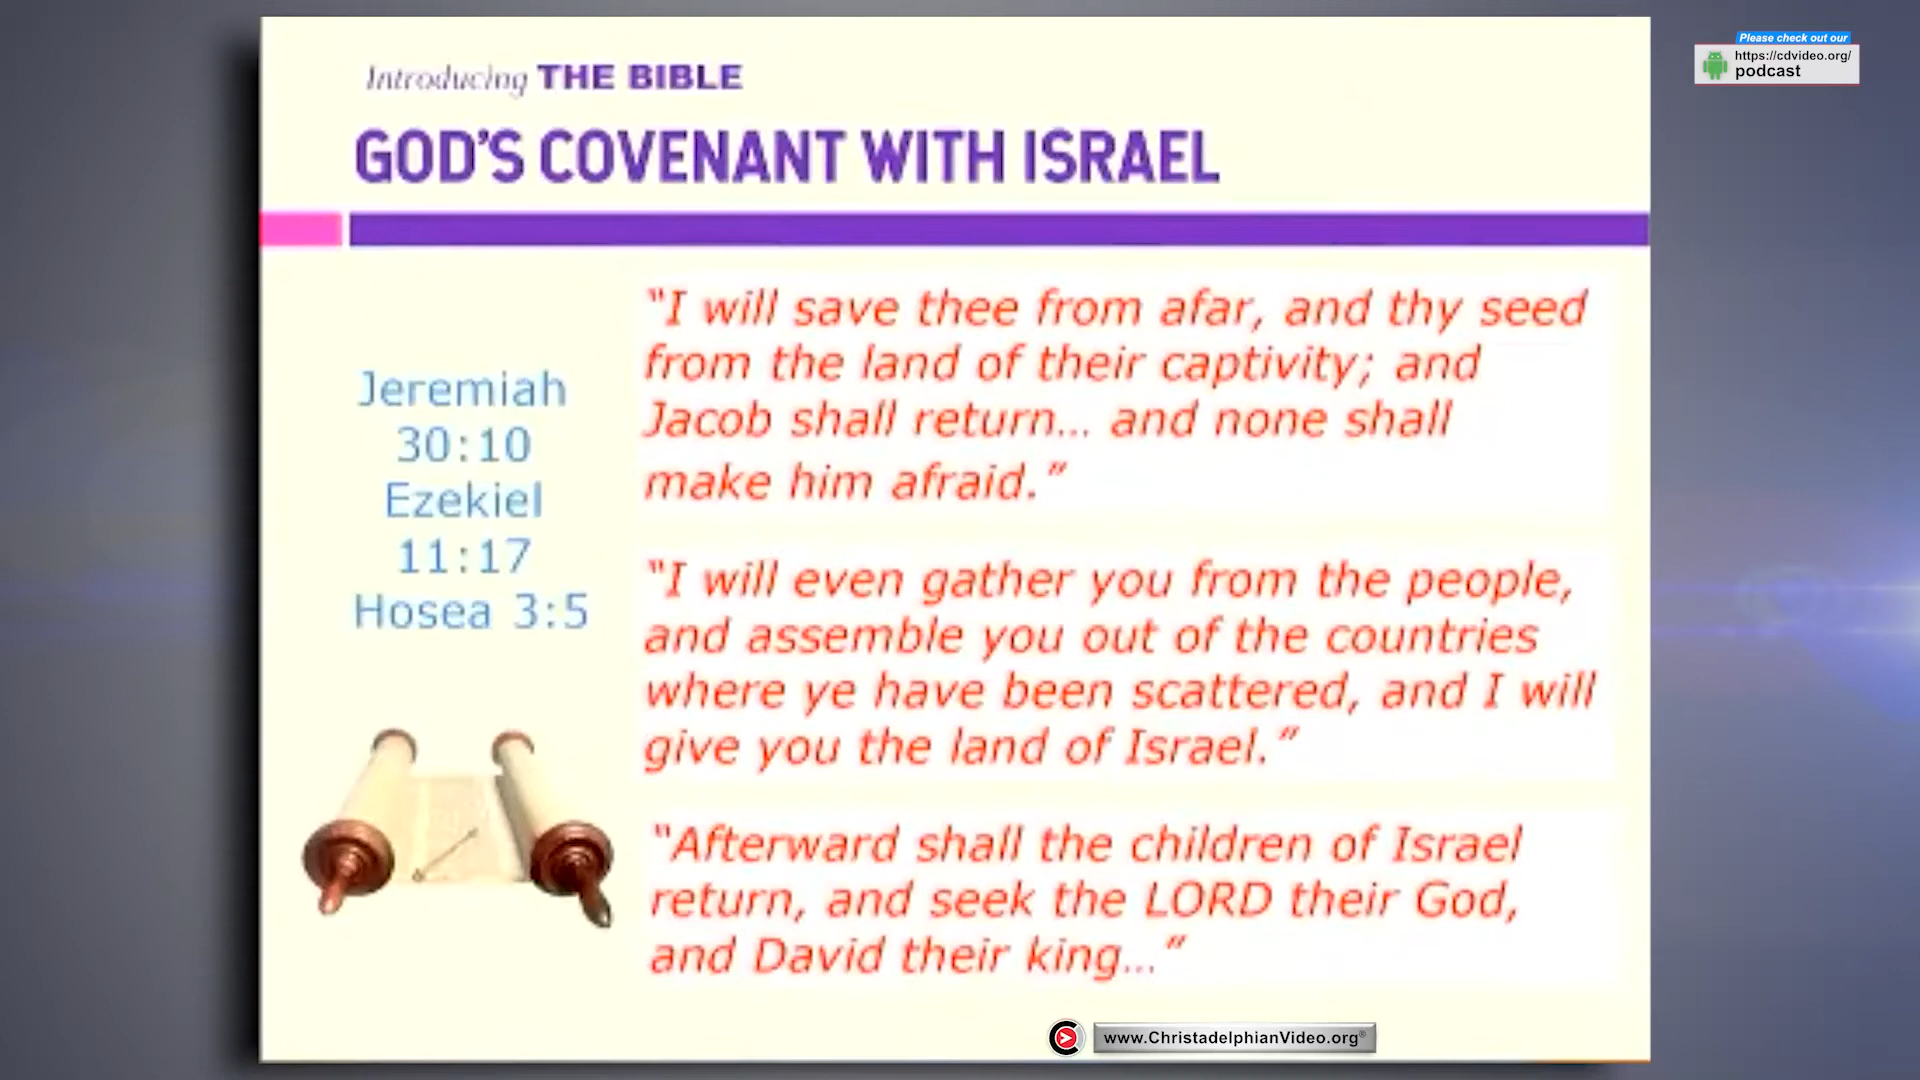 Introducing THE BIBLE
GOD'S COVENANT WITH ISRAEL
Please check out our
https://cdvideo.org/
podcast
Jeremiah
30:10
Ezekiel
11:17
Hosea 3:5
“I will save thee from afar, and thy seed
from the land of their captivity; and
Jacob shall return... and none shall
make him afraid.”
“I will even gather you from the people,
and assemble you out of the countries
where ye have been scattered, and I will
give you the land of Israel.”
“Afterward shall the children of Israel
return, and seek the LORD their God,
and David their king...”
www.ChristadelphianVideo.org®